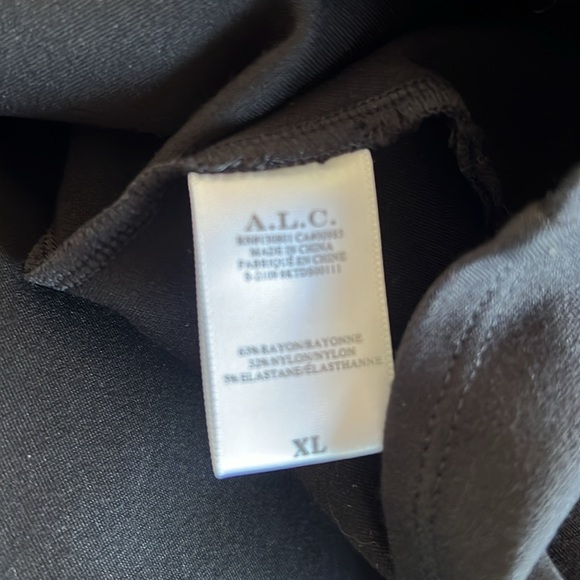 A.L.C.
MADE IN CHINA
FABRIQUÉ EN CHINE
63% RAYON/RAYONNE
32% NYLON/NYLON
5% ELASTANE/ÉLASTHANNE
XL